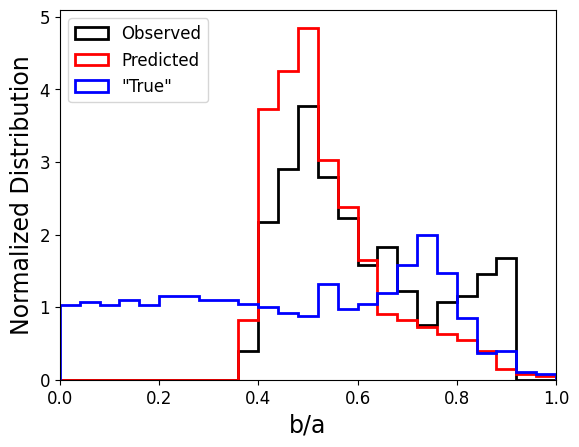 Observed
Predicted
"True"
Normalized Distribution
5
4
3
2
1
0
0.0 0.2 0.4 0.6 0.8 1.0
b/a